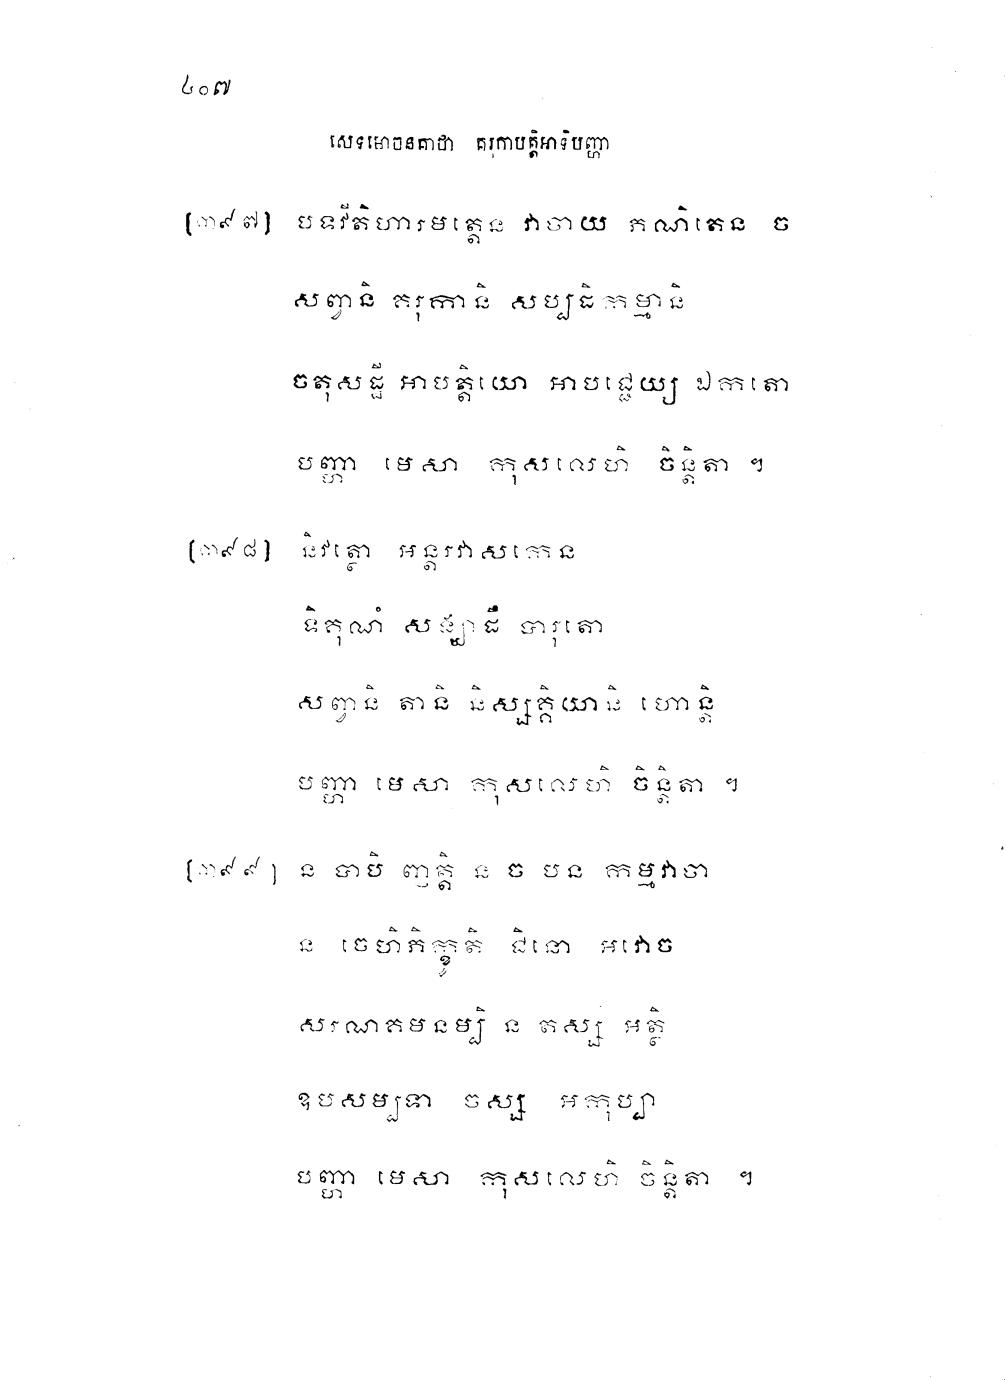 ៤០៧
សេទមោចនគាថា គរុកាបត្តិអាទិបញ្ហា
[៣៩៧] បទវីតិហារមត្តេន វាចាយ ភណិតេន ច
សព្វានិ គរុកានិ សប្បដិកម្មានិ
ចតុសដ្ឋី អាបត្តិយោ អាបជ្ជេយ្យ ឯកតោ
បញ្ហា មេសា កុសលេហិ ចិន្តិតា ។
[៣៩៨] និវត្ថោ អន្តរវាសកេន
ទិគុណំ សង្ឃាដឹ បារុតោ
សព្វានិ តានិ និស្សគ្គិយានិ ហោន្តិ
បញ្ហា មេសា កុសលេហិ ចិន្តិតា ។
[៣៩៩] ន បាបិ ញត្តិ ន ច បន កម្មវាចា
ន ចេហិភិក្ខូតិ ជិនោ អវោច
សរណគមនម្បិ ន តស្ស អត្ថិ
ឧបសម្បទា ចស្ស អកុប្បា
បញ្ហា មេសា កុសលេហិ ចិន្តិតា ។